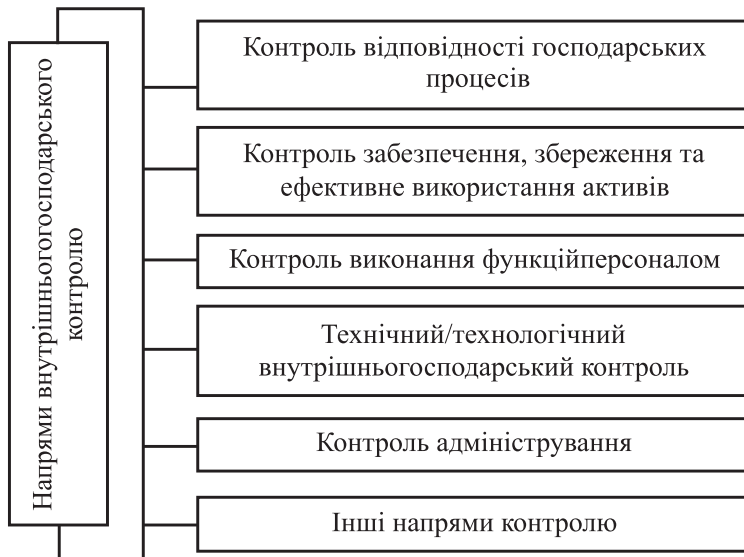 Напрями внутрішньогогосподарського
контролю
Контроль відповідності господарських
процесів
Контроль забезпечення, збереження та
ефективне використання активів
Контроль виконання функційперсоналом
Технічний/технологічний
внутрішньогосподарський контроль
Контроль адміністрування
Інші напрями контролю